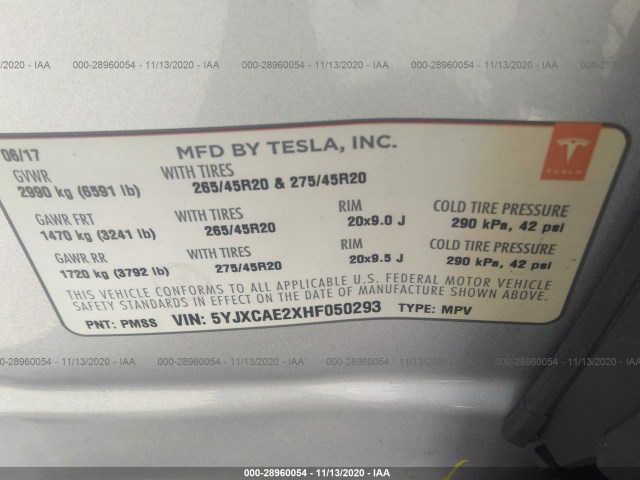 000-28960054 - 11/13/2020 - IAA
/2020 - IAA 000-28960054 - 11/13/2020 - IAA 000-28960054 - 11/13/2020 - IAA 000-
06/17 MFD BY TESLA, INC.
GVWR WITH TIRES
2990 kg (6591 lb) 265/45R20 & 275/45R20
TESLA
GAWR FRT WITH TIRES RIM COLD TIRE PRESSURE
1470 kg (3241 lb) 265/45R20 20x9.0 J 290 kPa, 42 psi
GAWR RR WITH TIRES RIM COLD TIRE PRESSURE
1720 kg (3792 lb) 275/45R20 20x9.5 J 290 kPa, 42 psi
THIS VEHICLE CONFORMS TO ALL APPLICABLE U.S. FEDERAL MOTOR VEHICLE
SAFETY STANDARDS IN EFFECT ON THE DATE OF MANUFACTURE SHOWN ABOVE.
PNT: PMSS VIN: 5YJXCAE2XHF050293 TYPE: MPV
/2020 - IAA 000-28960054 - 11/13/2020 - IAA 000-28960054 - 11/13/2020 - IAA 000-
000-28960054 - 11/13/2020 - IAA